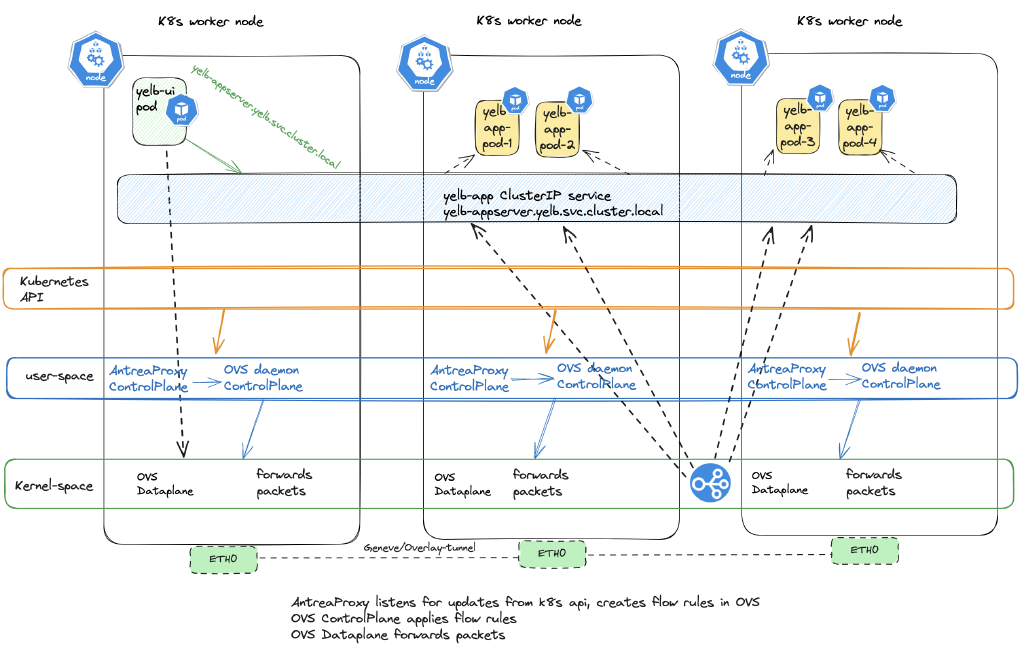 K8s worker node
K8s worker node
K8s worker node
node
node
node
yelb-ui
pod
pod
yelb-appserver.yelb.svc.cluster.local
yelb-
app-
pod-1
pod
yelb-
app-
pod-2
pod
yelb-
app-
pod-3
pod
yelb-
app-
pod-4
pod
yelb-app ClusterIP service
yelb-appserver.yelb.svc.cluster.local
Kubernetes
API
user-space
AntreaProxy
ControlPlane
OVS daemon
ControlPlane
AntreaProxy
ControlPlane
OVS daemon
ControlPlane
AntreaProxy
ControlPlane
OVS daemon
ControlPlane
Kernel-space
OVS
Dataplane
forwards
packets
OVS
Dataplane
forwards
packets
OVS
Dataplane
forwards
packets
ETH0
Geneve/Overlay-tunnel
ETH0
ETH0
AntreaProxy listens for updates from k8s api, creates flow rules in OVS
OVS ControlPlane applies flow rules
OVS Dataplane forwards packets